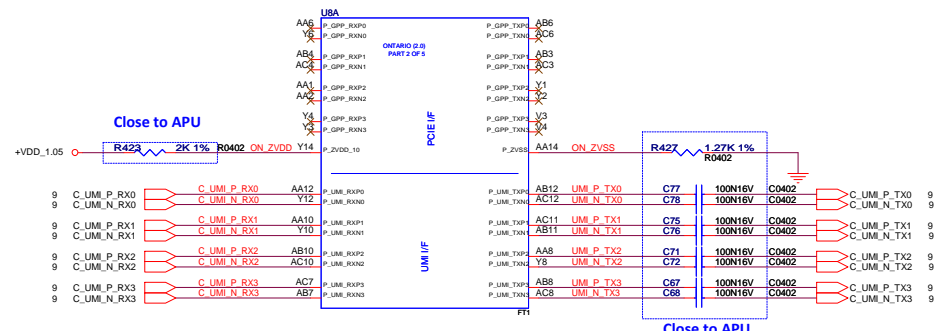 U8A
AA6 P_GPP_RXP0 P_GPP_TXP0 AB6
Y6 P_GPP_RXN0 P_GPP_TXN0 AC6
ONTARIO (2.0)
PART 2 OF 5
AB4 P_GPP_RXP1 P_GPP_TXP1 AB3
AC4 P_GPP_RXN1 P_GPP_TXN1 AC3
AA1 P_GPP_RXP2 P_GPP_TXP2 Y1
AA2 P_GPP_RXN2 P_GPP_TXN2 Y2
Y4 P_GPP_RXP3 P_GPP_TXP3 V3
Y3 P_GPP_RXN3 P_GPP_TXN3 V4
PCIE I/F
Close to APU
+VDD_1.05 R423 2K 1% R0402 ON_ZVDD Y14 P_ZVDD_10 P_ZVSS AA14 ON_ZVSS R427 1.27K 1%
R0402
9 C_UMI_P_RX0 C_UMI_P_RX0 AA12 P_UMI_RXP0 P_UMI_TXP0 AB12 UMI_P_TX0 C77 100N16V C0402 C_UMI_P_TX0 9
9 C_UMI_N_RX0 C_UMI_N_RX0 Y12 P_UMI_RXN0 P_UMI_TXN0 AC12 UMI_N_TX0 C78 100N16V C0402 C_UMI_N_TX0 9
9 C_UMI_P_RX1 C_UMI_P_RX1 AA10 P_UMI_RXP1 P_UMI_TXP1 AC11 UMI_P_TX1 C75 100N16V C0402 C_UMI_P_TX1 9
9 C_UMI_N_RX1 C_UMI_N_RX1 Y10 P_UMI_RXN1 P_UMI_TXN1 AB11 UMI_N_TX1 C76 100N16V C0402 C_UMI_N_TX1 9
9 C_UMI_P_RX2 C_UMI_P_RX2 AB10 P_UMI_RXP2 P_UMI_TXP2 AA8 UMI_P_TX2 C71 100N16V C0402 C_UMI_P_TX2 9
9 C_UMI_N_RX2 C_UMI_N_RX2 AC10 P_UMI_RXN2 P_UMI_TXN2 Y8 UMI_N_TX2 C72 100N16V C0402 C_UMI_N_TX2 9
UMI I/F
9 C_UMI_P_RX3 C_UMI_P_RX3 AC7 P_UMI_RXP3 P_UMI_TXP3 AB8 UMI_P_TX3 C67 100N16V C0402 C_UMI_P_TX3 9
9 C_UMI_N_RX3 C_UMI_N_RX3 AB7 P_UMI_RXN3 P_UMI_TXN3 AC8 UMI_N_TX3 C68 100N16V C0402 C_UMI_N_TX3 9
FT1
Close to APU